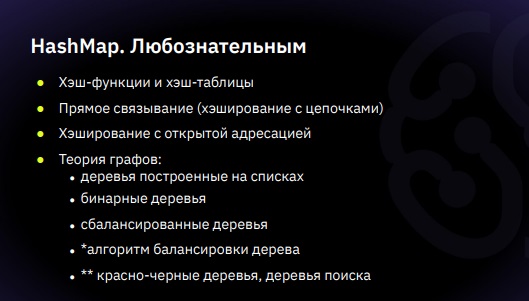 HashMap. Любознательным
• Хэш-функции и хэш-таблицы
• Прямое связывание (хэширование с цепочками)
• Хэширование с открытой адресацией
• Теория графов:
• деревья построенные на списках
• бинарные деревья
• сбалансированные деревья
• *алгоритм балансировки дерева
• ** красно-черные деревья, деревья поиска